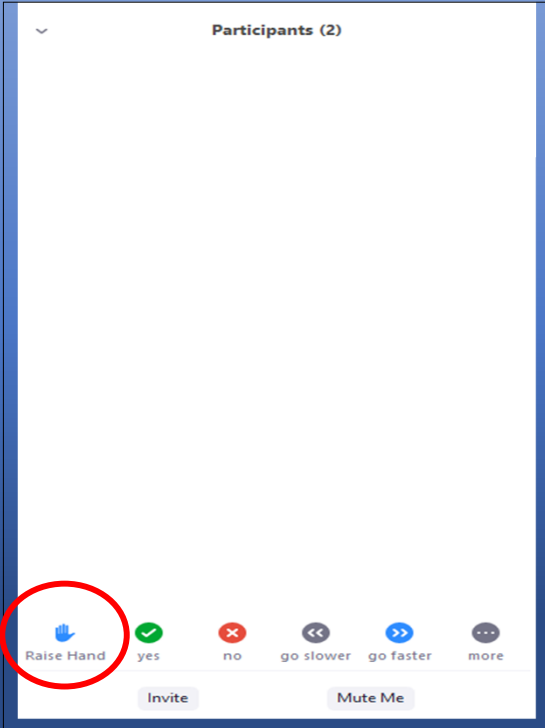 Participants (2)
Raise Hand yes no go slower go faster more
Invite Mute Me